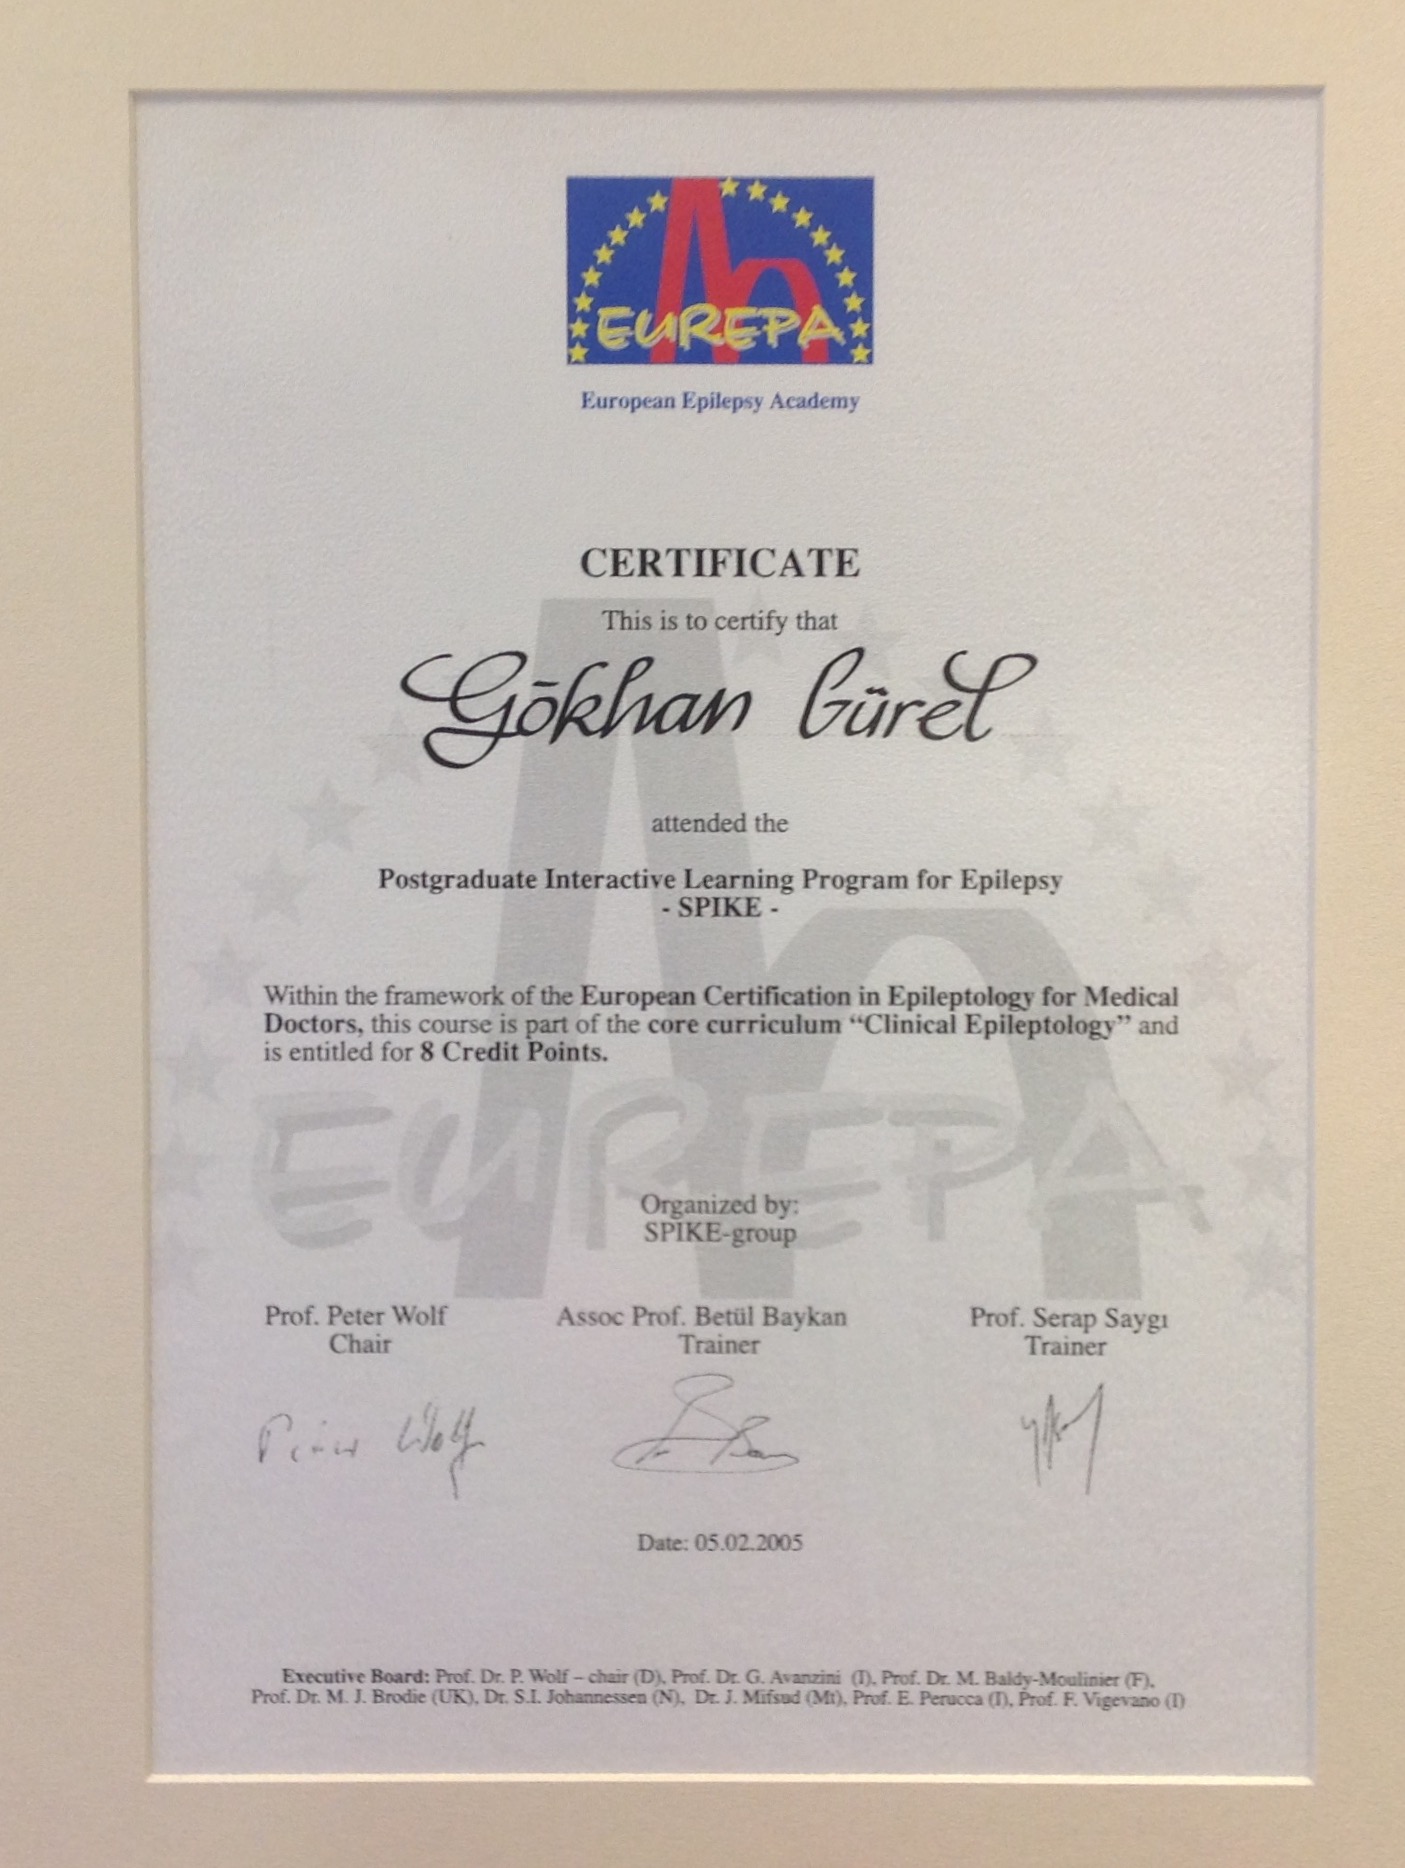 EUREPA
European Epilepsy Academy
CERTIFICATE
This is to certify that
Gökhan Gürel
attended the
Postgraduate Interactive Learning Program for Epilepsy
- SPIKE -
Within the framework of the European Certification in Epileptology for Medical
Doctors, this course is part of the core curriculum “Clinical Epileptology” and
is entitled for 8 Credit Points.
EUREPA
Organized by:
SPIKE-group
Prof. Peter Wolf
Chair
Assoc Prof. Betül Baykan
Trainer
Prof. Serap Saygı
Trainer
Peter Wolf
Date: 05.02.2005
Executive Board: Prof. Dr. P. Wolf – chair (D), Prof. Dr. G. Avanzini (I), Prof. Dr. M. Baldy-Moulinier (F),
Prof. Dr. M. J. Brodie (UK), Dr. S.I. Johannessen (N), Dr. J. Mifsud (Mt), Prof. E. Perucca (I), Prof. F. Vigevano (I)